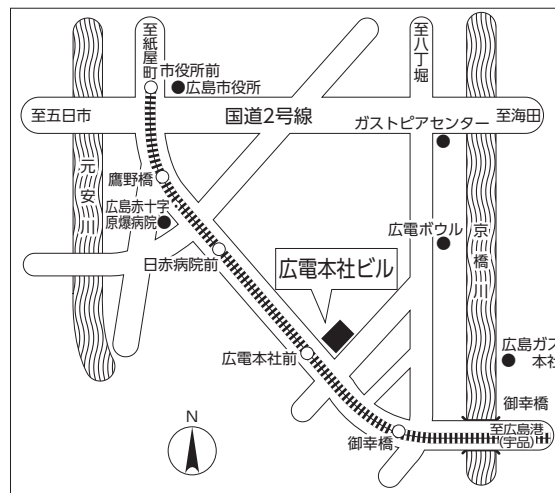 至紙屋町
至八丁堀
市役所前
広島市役所
至五日市
国道2号線
至海田
ガストピアセンター
元安川
鷹野橋
広島赤十字
原爆病院
京橋川
広電ボウル
日赤病院前
広電本社ビル
広電本社前
広島ガス
本社
御幸橋
至広島港
(宇品)
御幸橋
N